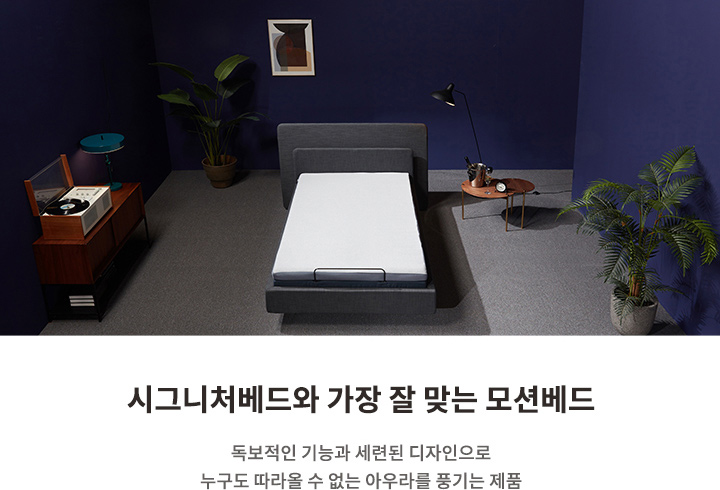 시그니처베드와 가장 잘 맞는 모션베드
독보적인 기능과 세련된 디자인으로
누구도 따라올 수 없는 아우라를 풍기는 제품